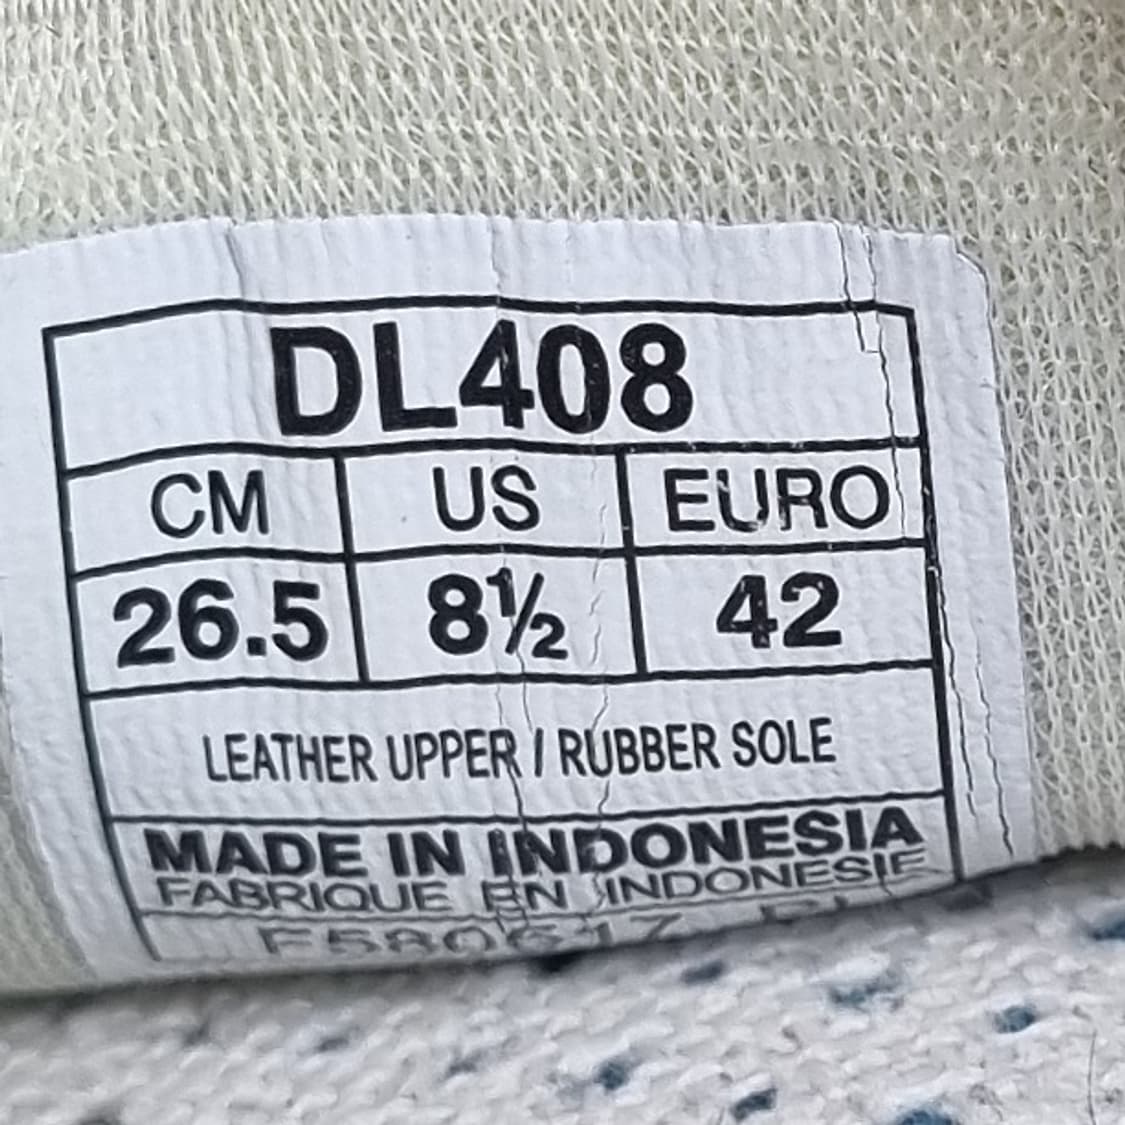 DL408
CM US EURO
26.5 8½ 42
LEATHER UPPER / RUBBER SOLE
MADE IN INDONESIA
FABRIQUE EN INDONESIE